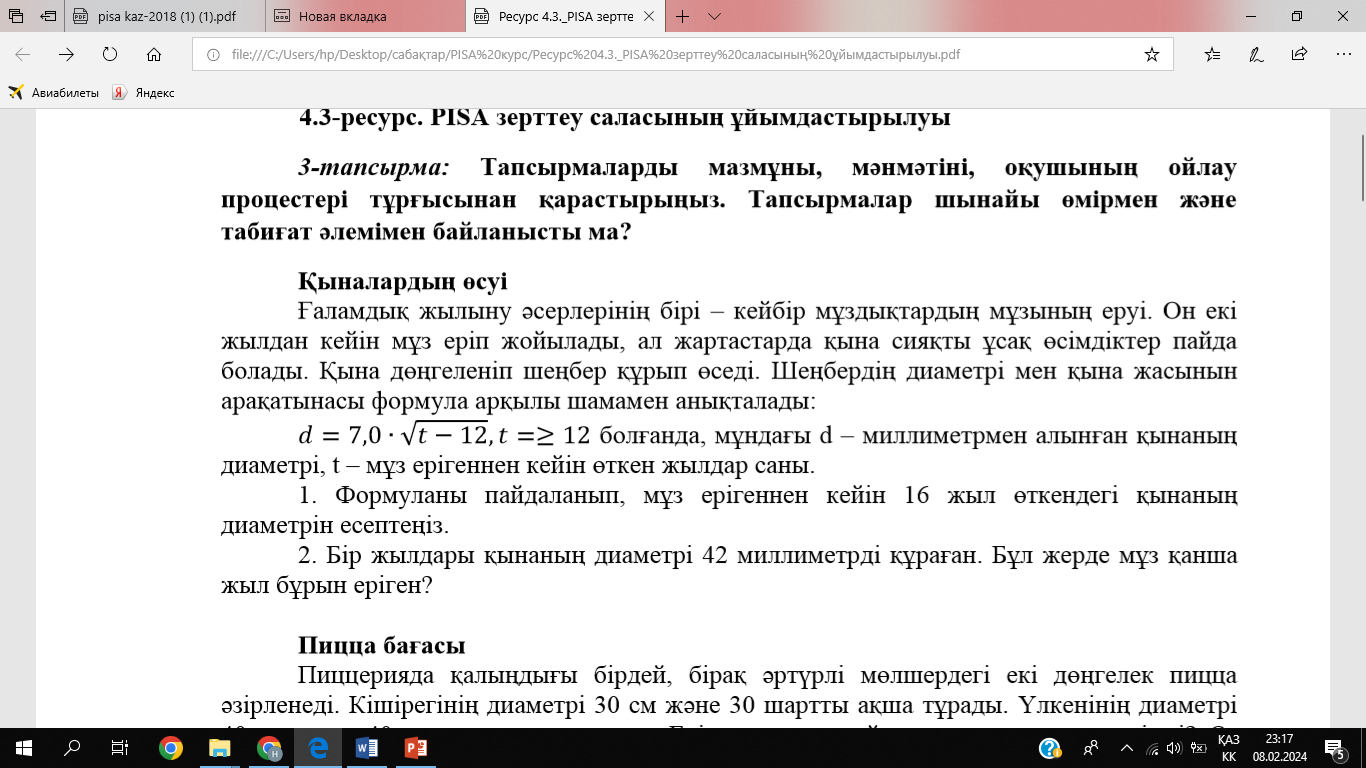 pisa kaz-2018 (1) (1).pdf
Новая вкладка
Ресурс 4.3._PISA зертте
file:///C:/Users/hp/Desktop/сабақтар/PISA%20курс/Ресурс%204.3._PISA%20зерттеу%20саласының%20ұйымдастырылуы.pdf
Авиабилеты Яндекс
4.3-ресурс. PISA зерттеу саласының ұйымдастырылуы
3-тапсырма: Тапсырмаларды мазмұны, мәнмәтіні, оқушының ойлау
процестері тұрғысынан қарастырыңыз. Тапсырмалар шынайы өмірмен және
табиғат әлемімен байланысты ма?
Қыналардың өсуі
Ғаламдық жылыну әсерлерінің бірі – кейбір мұздықтардың мұзының еруі. Он екі
жылдан кейін мұз еріп жойылады, ал жартастарда қына сияқты ұсақ өсімдіктер пайда
болады. Қына дөңгеленіп шеңбер құрып өседі. Шеңбердің диаметрі мен қына жасынын
арақатынасы формула арқылы шамамен анықталады:
d = 7,0 · √(t − 12), t =≥ 12 болғанда, мұндағы d – миллиметрмен алынған қынаның
диаметрі, t – мұз ерігеннен кейін өткен жылдар саны.
1. Формуланы пайдаланып, мұз ерігеннен кейін 16 жыл өткендегі қынаның
диаметрін есептеңіз.
2. Бір жылдары қынаның диаметрі 42 миллиметрді құраған. Бұл жерде мұз қанша
жыл бұрын еріген?
Пицца бағасы
Пиццерияда қалыңдығы бірдей, бірақ әртүрлі мөлшердегі екі дөңгелек пицца
әзірленеді. Кішірегінің диаметрі 30 см және 30 шартты ақша тұрады. Үлкенінің диаметрі
ҚАЗ
КК
23:17
08.02.2024
5